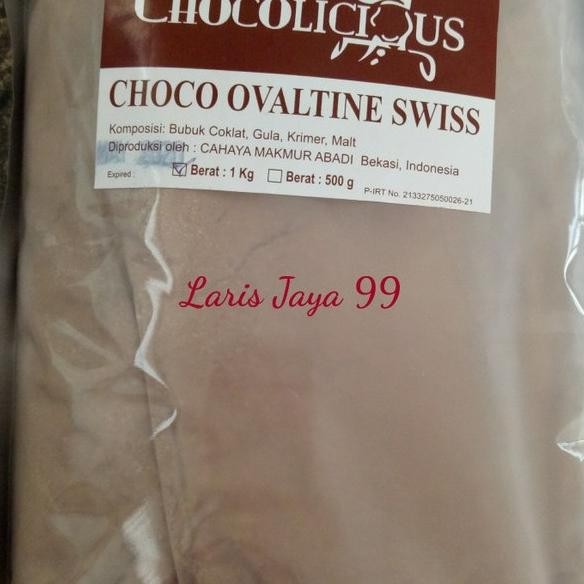 CHOCOLICIOUS
CHOCO OVALTINE SWISS
Komposisi: Bubuk Coklat, Gula, Krimer, Malt
Diproduksi oleh : CAHAYA MAKMUR ABADI Bekasi, Indonesia
Expired : Berat : 1 Kg Berat : 500 g
P-IRT No. 2133275050026-21
Laris Jaya 99